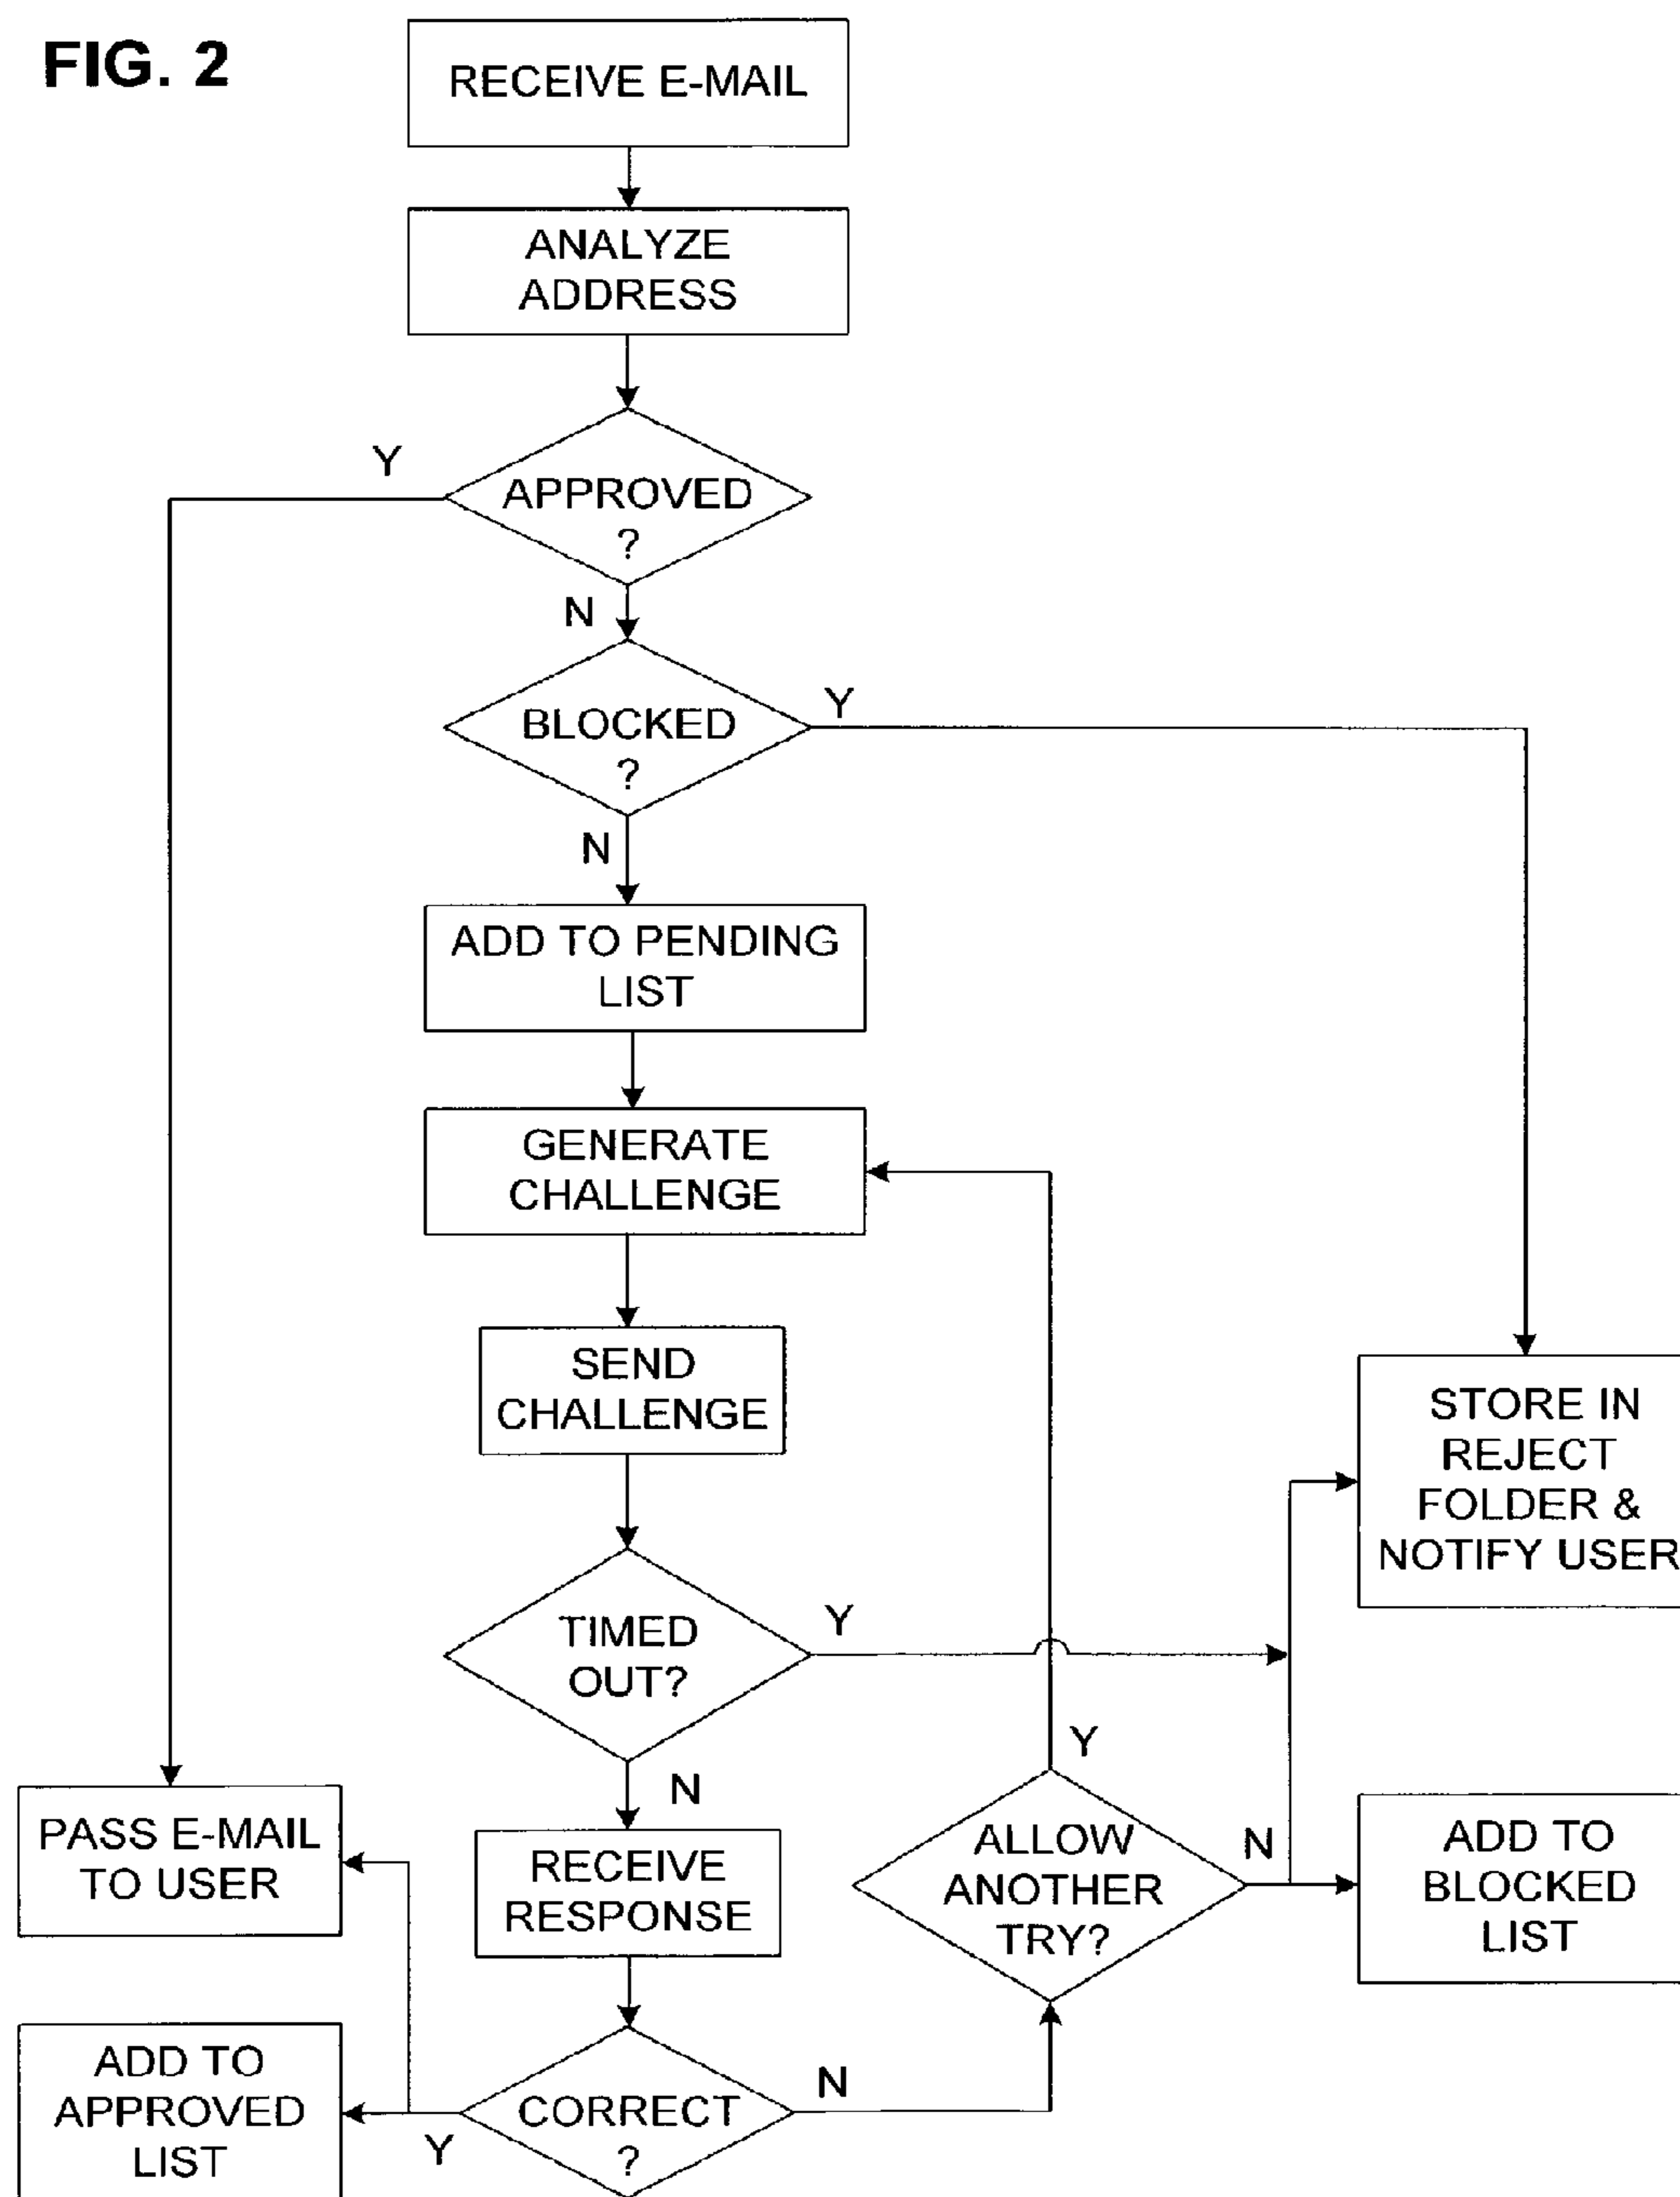 FIG. 2
RECEIVE E-MAIL
ANALYZE
ADDRESS
Y
APPROVED
?
N
BLOCKED
?
Y
N
ADD TO PENDING
LIST
GENERATE
CHALLENGE
SEND
CHALLENGE
STORE IN
REJECT
FOLDER &
NOTIFY USER
TIMED
OUT?
Y
N
Y
PASS E-MAIL
TO USER
RECEIVE
RESPONSE
ALLOW
ANOTHER
TRY?
N
ADD TO
BLOCKED
LIST
ADD TO
APPROVED
LIST
Y
CORRECT
?
N